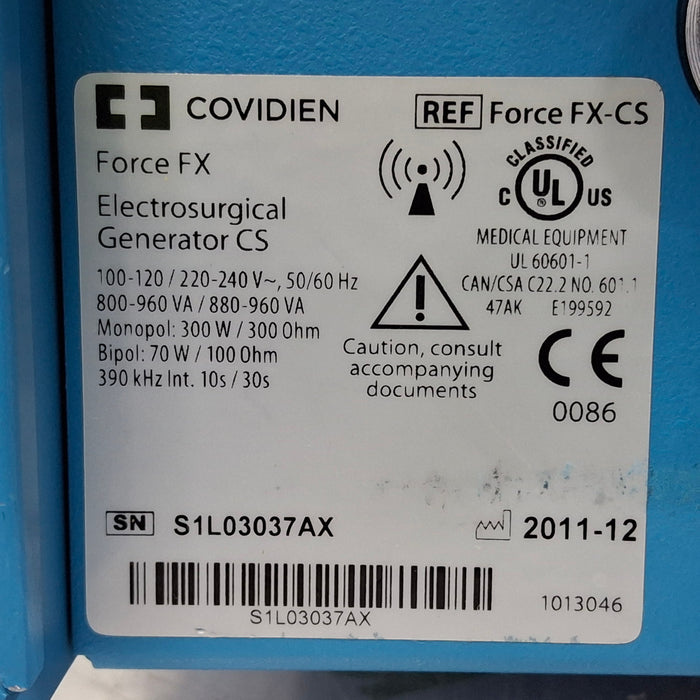 COVIDIEN
REF Force FX-CS
Force FX
Electrosurgical
Generator CS
100-120 / 220-240 V~, 50/60 Hz
800-960 VA / 880-960 VA
Monopol: 300 W / 300 Ohm
Bipol: 70 W / 100 Ohm
390 kHz Int. 10s / 30s
CLASSIFIED
C UL US
®
MEDICAL EQUIPMENT
UL 60601-1
CAN/CSA C22.2 NO. 601.1
47AK E199592
Caution, consult
accompanying
documents
CE
0086
SN S1L03037AX
2011-12
S1L03037AX
1013046